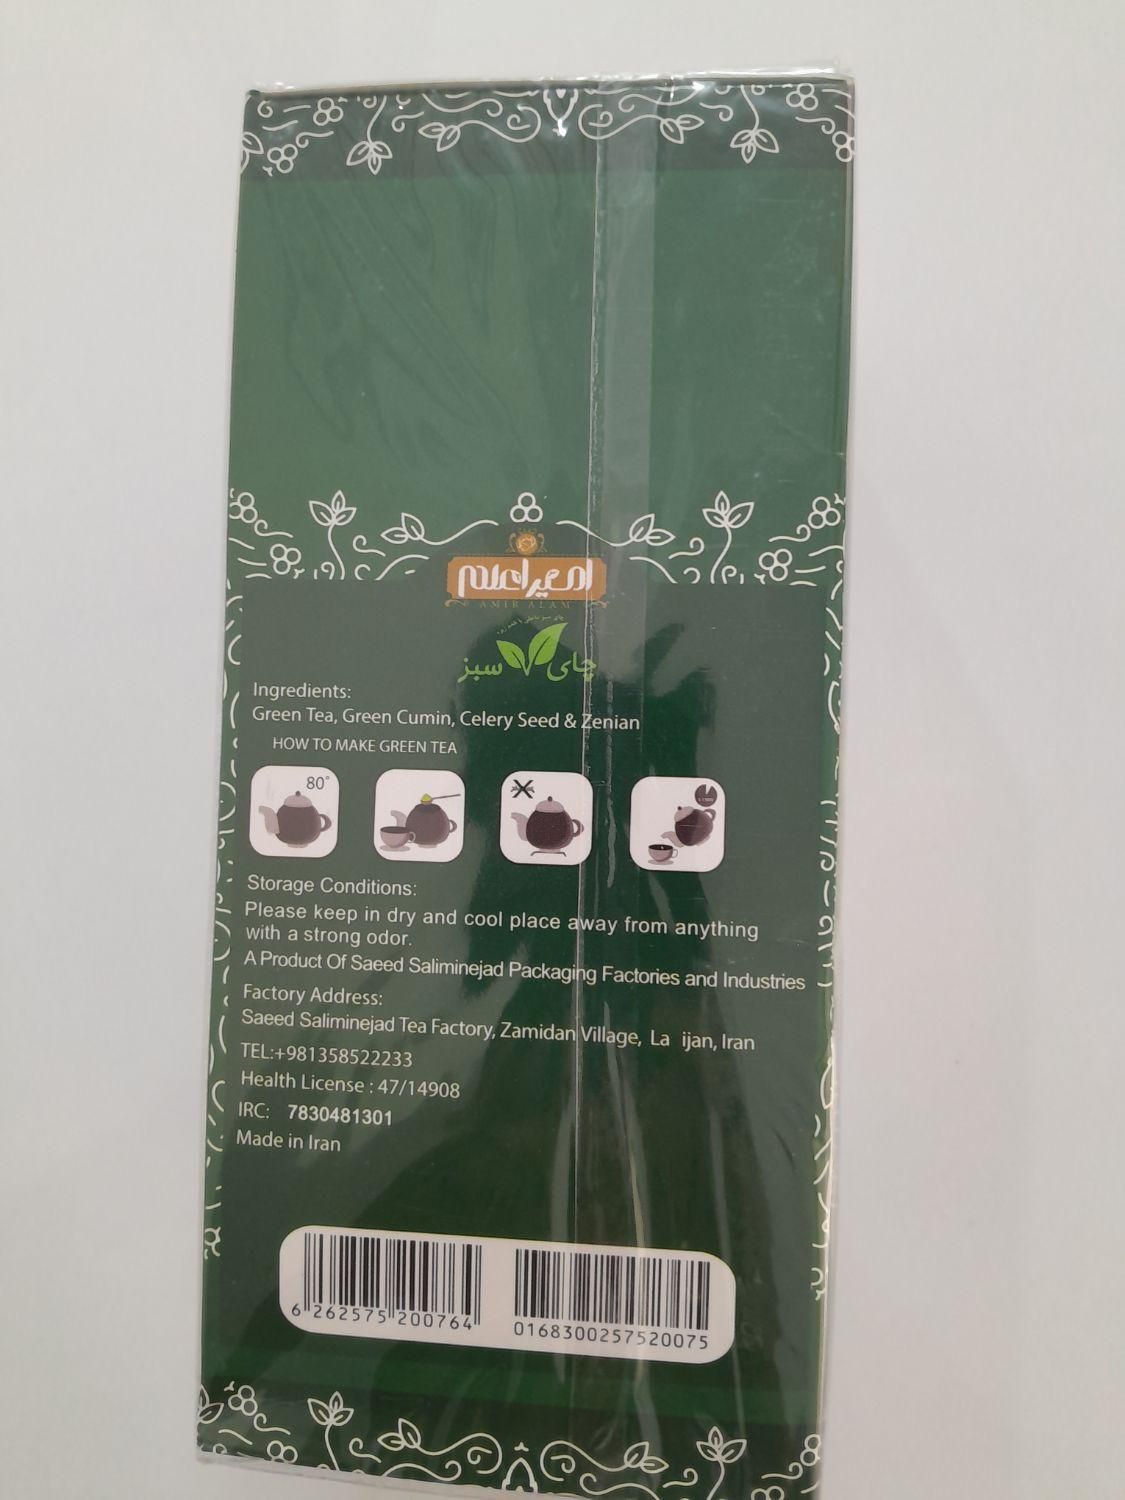 امیراعلم
AMIR ALAM
چای سبز
Ingredients:
Green Tea, Green Cumin, Celery Seed & Zenian
HOW TO MAKE GREEN TEA
80°
Storage Conditions:
Please keep in dry and cool place away from anything
with a strong odor.
A Product Of Saeed Saliminejad Packaging Factories and Industries
Factory Address:
Saeed Saliminejad Tea Factory, Zamidan Village, La ijan, Iran
TEL:+981358522233
Health License : 47/14908
IRC: 7830481301
Made in Iran
6 262575 200764
0168300257520075